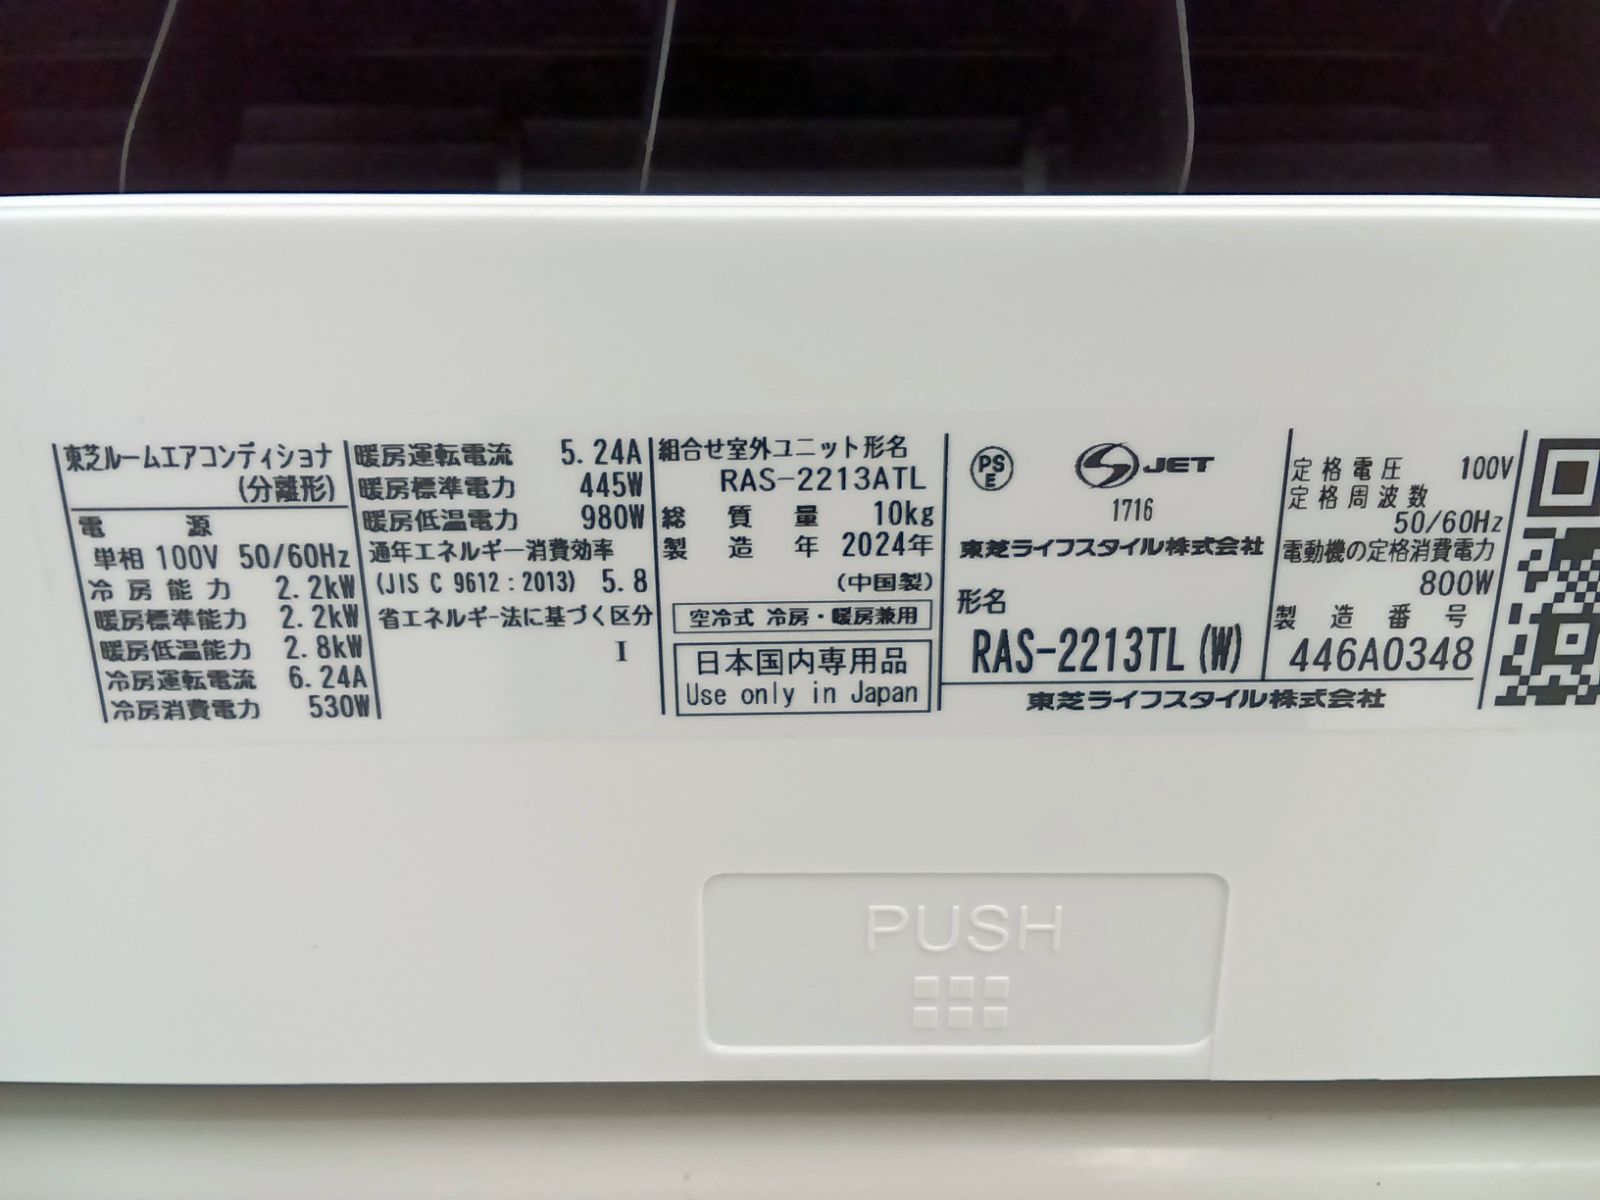 東芝ルームエアコンディショナ
(分離形)
電源
単相 100V 50/60Hz
冷房能力 2.2kW
暖房標準能力 2.2kW
暖房低温能力 2.8kW
冷房運転電流 6.24A
冷房消費電力 530W
暖房運転電流 5.24A
暖房標準電力 445W
暖房低温電力 980W
通年エネルギー消費効率
(JIS C 9612:2013) 5.8
省エネルギー法に基づく区分
I
組合せ室外ユニット形名
RAS-2213ATL
総質量 10kg
製造年 2024年
(中国製)
空冷式 冷房・暖房兼用
日本国内専用品
Use only in Japan
PS
E
JET
1716
東芝ライフスタイル株式会社
形名
RAS-2213TL(W)
定格電圧 100V
定格周波数
50/60Hz
電動機の定格消費電力
800W
製造番号
446A0348
東芝ライフスタイル株式会社
PUSH